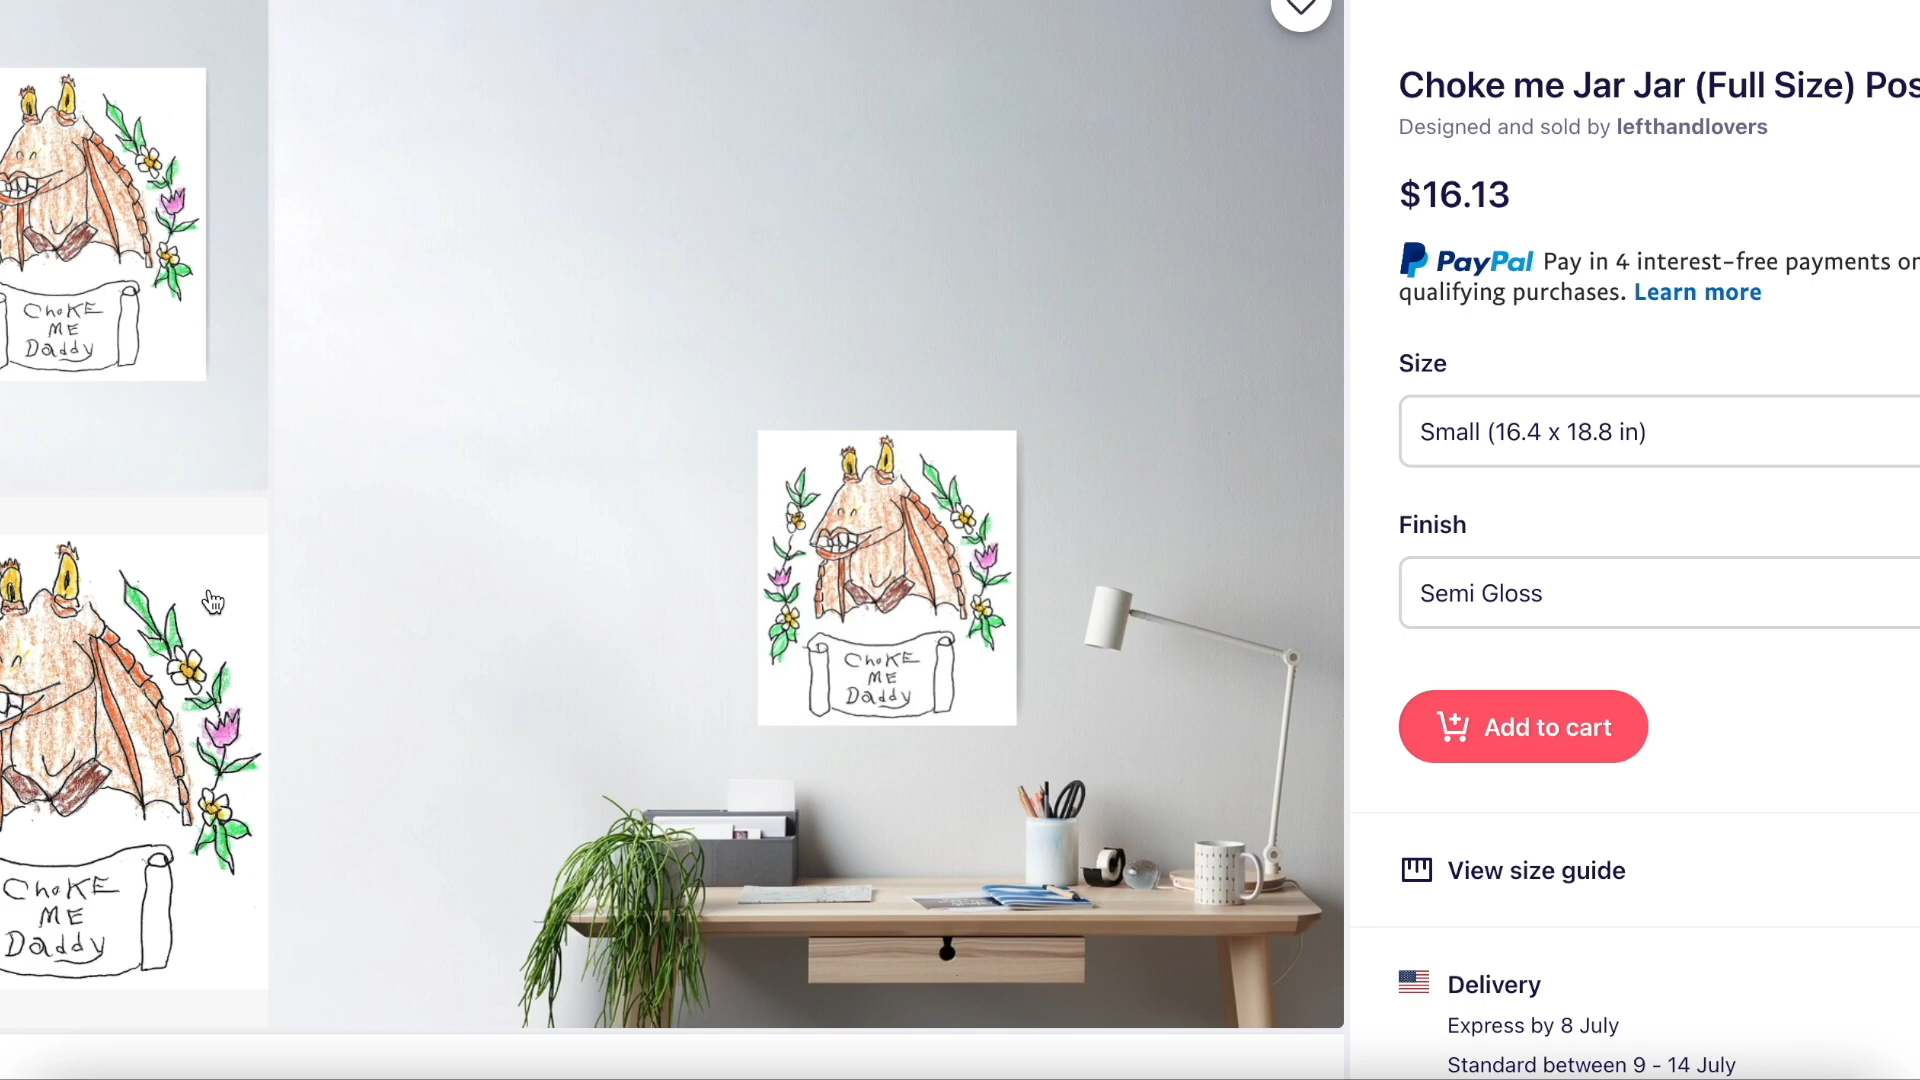 CHOKE
ME
Daddy
CHOKE
ME
Daddy
CHOKE
ME
Daddy
Choke me Jar Jar (Full Size) Pos
Designed and sold by lefthandlovers
$16.13
PayPal Pay in 4 interest-free payments on
qualifying purchases. Learn more
Size
Small (16.4 x 18.8 in)
Finish
Semi Gloss
Add to cart
View size guide
Delivery
Express by 8 July
Standard between 9 - 14 July